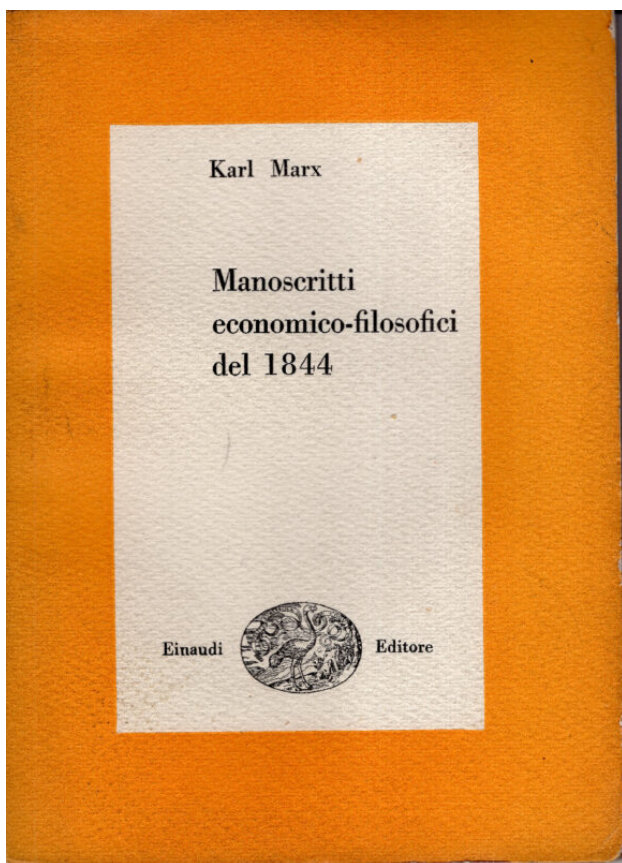 Karl Marx
Manoscritti
economico-filosofici
del 1844
Einaudi Editore